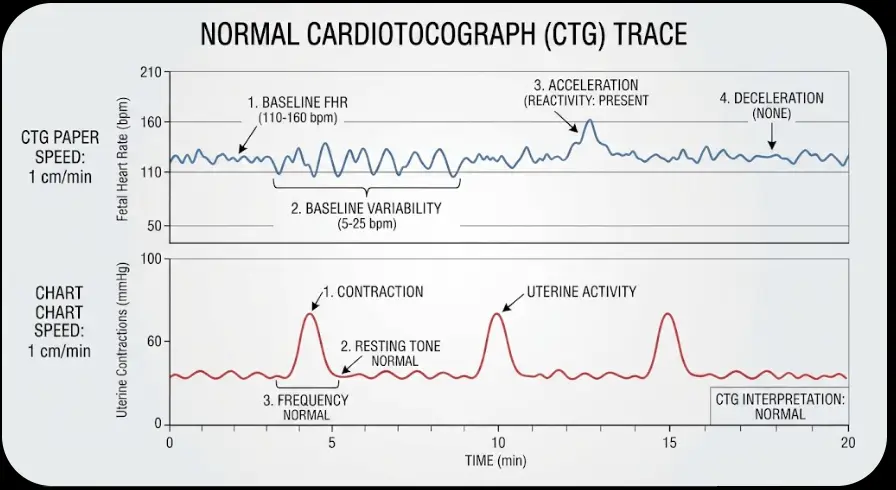 NORMAL CARDIOTOCOGRAPH (CTG) TRACE
CTG PAPER
SPEED:
1 cm/min
Fetal Heart Rate (bpm)
210
160
110
50
1. BASELINE FHR
(110-160 bpm)
2. BASELINE VARIABILITY
(5-25 bpm)
3. ACCELERATION
(REACTIVITY: PRESENT
4. DECELERATION
(NONE)
CHART
CHART
SPEED:
1 cm/min
Uterine Contractions (mmHg)
100
60
0
1. CONTRACTION
2. RESTING TONE
NORMAL
3. FREQUENCY
NORMAL
UTERINE ACTIVITY
CTG INTERPRETATION:
NORMAL
0 5 10 15 20
TIME (min)